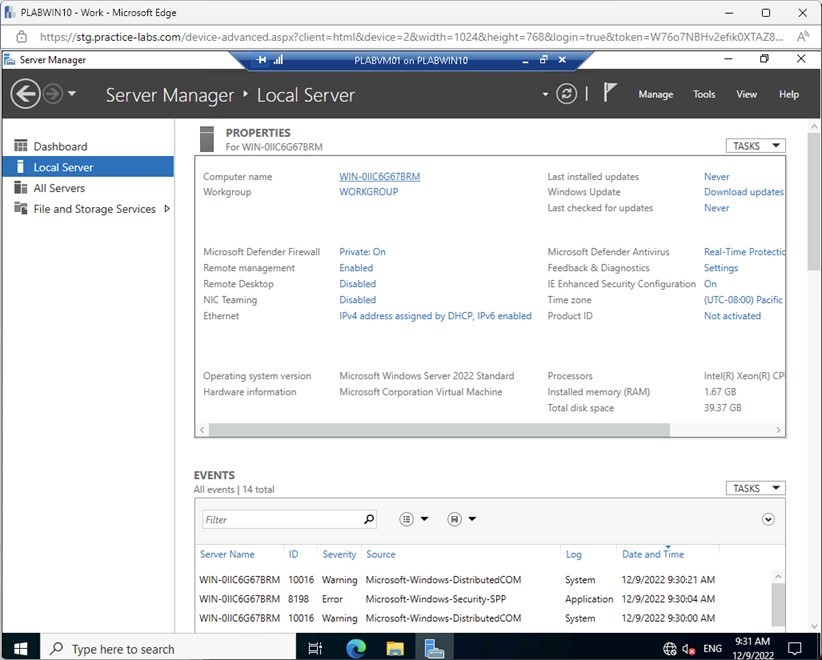 PLABWIN10 - Work - Microsoft Edge
https://stg.practice-labs.com/device-advanced.aspx?client=html&device=2&width=1024&height=768&login=true&token=W76o7NBHv2efik0XTAZ8...
Server Manager
PLABVM01 on PLABWIN10
Server Manager ‣ Local Server
Manage Tools View Help
Dashboard
Local Server
All Servers
File and Storage Services
PROPERTIES
For WIN-0IIC6G67BRM
TASKS
Computer name WIN-0IIC6G67BRM Last installed updates Never
Workgroup WORKGROUP Windows Update Download updates
Last checked for updates Never
Microsoft Defender Firewall Private: On Microsoft Defender Antivirus Real-Time Protectic
Remote management Enabled Feedback & Diagnostics Settings
Remote Desktop Disabled IE Enhanced Security Configuration On
NIC Teaming Disabled Time zone (UTC-08:00) Pacific
Ethernet IPv4 address assigned by DHCP, IPv6 enabled Product ID Not activated
Operating system version Microsoft Windows Server 2022 Standard Processors Intel(R) Xeon(R) CPU
Hardware information Microsoft Corporation Virtual Machine Installed memory (RAM) 1.67 GB
Total disk space 39.37 GB
EVENTS
All events | 14 total
TASKS
Filter
Server Name ID Severity Source Log Date and Time
WIN-0IIC6G67BRM 10016 Warning Microsoft-Windows-DistributedCOM System 12/9/2022 9:30:21 AM
WIN-0IIC6G67BRM 8198 Error Microsoft-Windows-Security-SPP Application 12/9/2022 9:30:04 AM
WIN-0IIC6G67BRM 10016 Warning Microsoft-Windows-DistributedCOM System 12/9/2022 9:30:00 AM
Type here to search
ENG
9:31 AM
12/9/2022